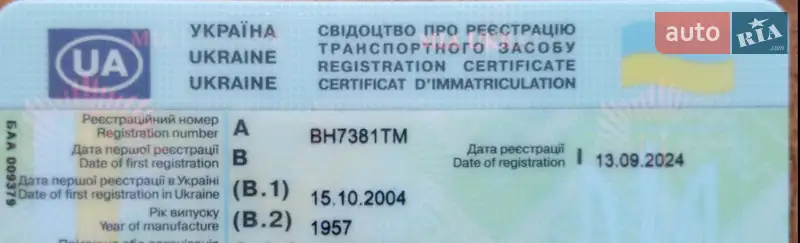 УКРАЇНА
UKRAINE
UKRAINE
СВІДОЦТВО ПРО РЕЄСТРАЦІЮ
ТРАНСПОРТНОГО ЗАСОБУ
REGISTRATION CERTIFICATE
CERTIFICAT D'IMMATRICULATION
UA
auto RIA.com
Реєстраційний номер
Registration number
A
BH7381TM
Дата першої реєстрації
Date of first registration
B
Дата реєстрації
Date of registration
I
13.09.2024
Дата першої реєстрації в Україні
Date of first registration in Ukraine
(B.1)
15.10.2004
Рік випуску
Year of manufacture
(B.2)
1957
БАА 009379